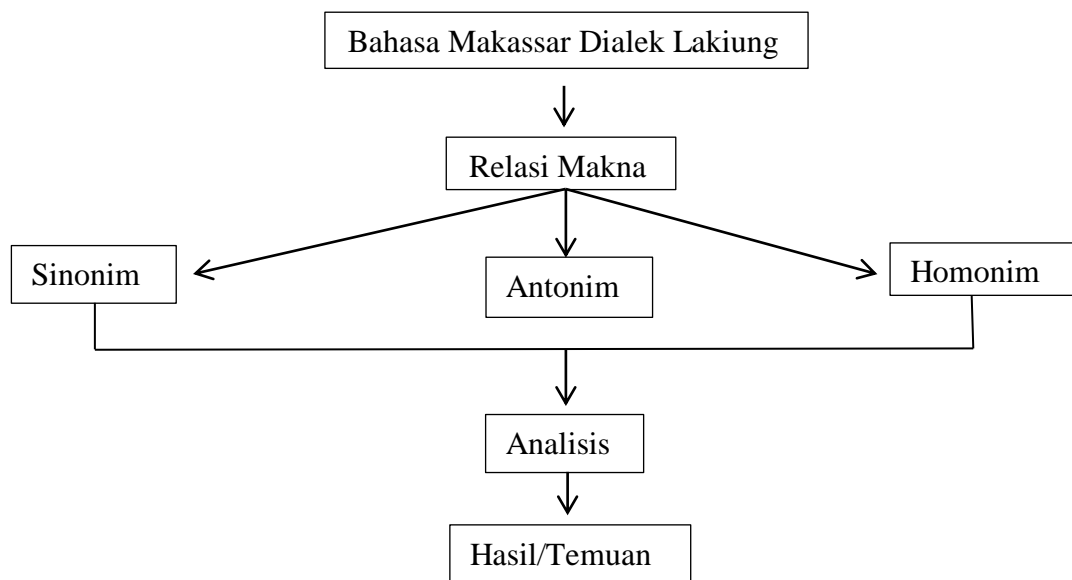 Bahasa Makassar Dialek Lakiung
Relasi Makna
Sinonim
Antonim
Homonim
Analisis
Hasil/Temuan